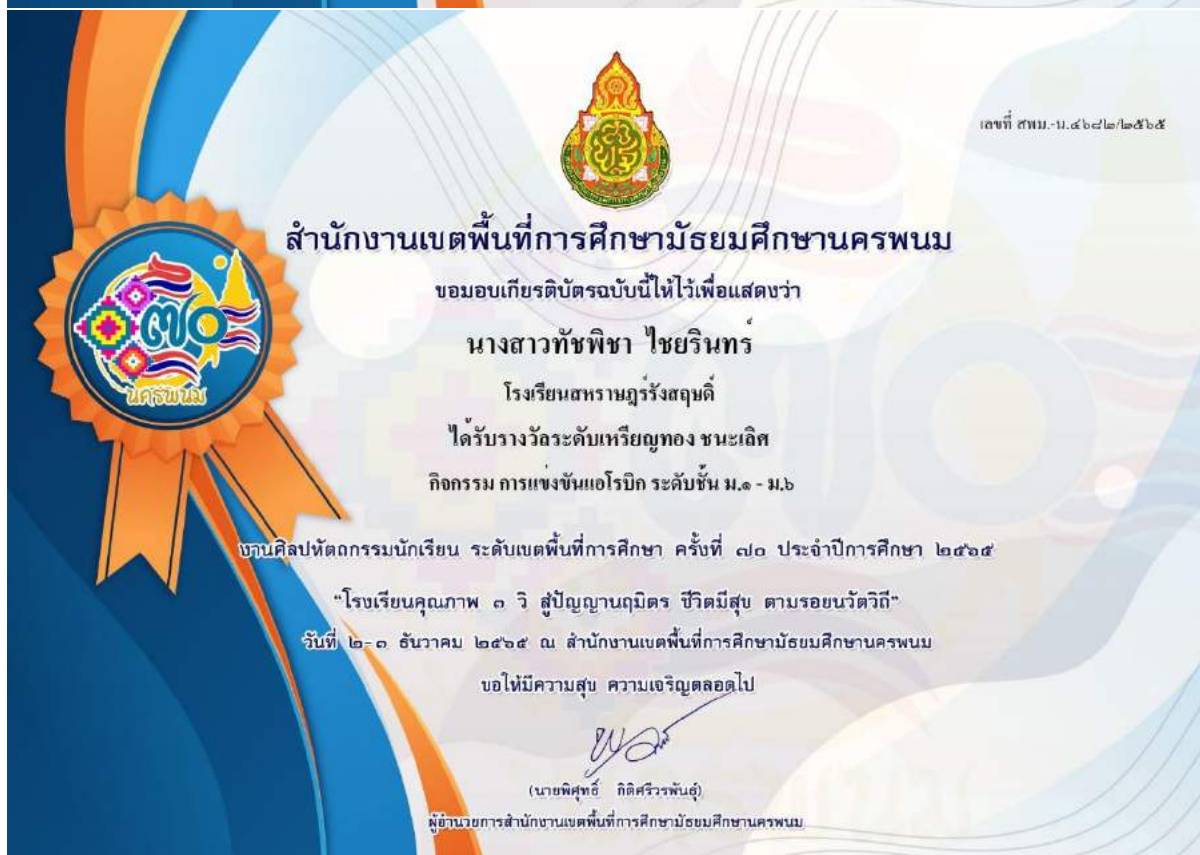 เลขที่ สพม.-น.๔๖๘๒/๒๕๖๕
สำนักงานเขตพื้นที่การศึกษามัธยมศึกษานครพนม
ขอมอบเกียรติบัตรฉบับนี้ให้ไว้เพื่อแสดงว่า
นางสาวทัชพิชา ไชยรินทร์
โรงเรียนสหราษฎร์รังสฤษดิ์
ได้รับรางวัลระดับเหรียญทอง ชนะเลิศ
กิจกรรม การแข่งขันแอโรบิก ระดับชั้น ม.๑ - ม.๖
งานศิลปหัตถกรรมนักเรียน ระดับเขตพื้นที่การศึกษา ครั้งที่ ๗๐ ประจำปีการศึกษา ๒๕๖๕
"โรงเรียนคุณภาพ ๓ วิ สู่ปัญญานฤมิตร ชีวิตมีสุข ตามรอยนวัตวิถี"
วันที่ ๒-๓ ธันวาคม ๒๕๖๕ ณ สำนักงานเขตพื้นที่การศึกษามัธยมศึกษานครพนม
ขอให้มีความสุข ความเจริญตลอดไป
(นายพิศุทธิ์ กิติศรีวรพันธุ์)
ผู้อำนวยการสำนักงานเขตพื้นที่การศึกษามัธยมศึกษานครพนม
๗๐
นครพนม